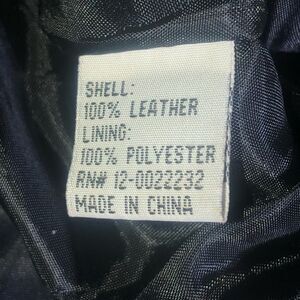 SHELL:
100% LEATHER
LINING:
100% POLYESTER
RN# 12-0022232
MADE IN CHINA